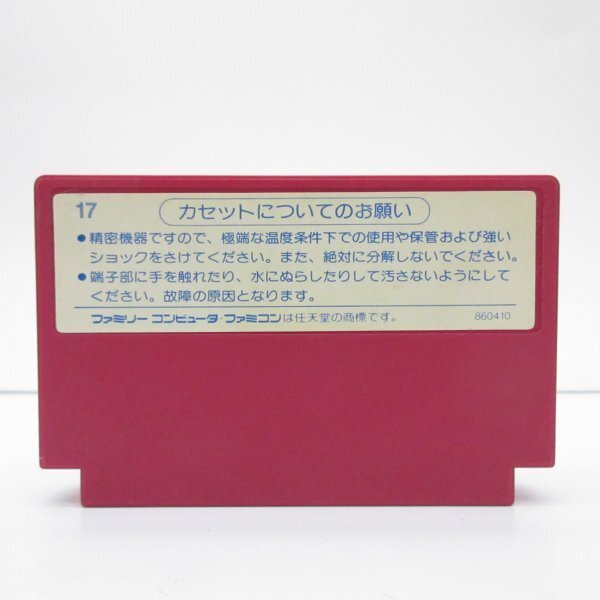 17
カセットについてのお願い
●精密機器ですので、極端な温度条件下での使用や保管および強い
ショックをさけてください。また、絶対に分解しないでください。
●端子部に手を触れたり、水にぬらしたりして汚さないようにして
ください。故障の原因となります。
ファミリー コンピュータ・ファミコンは任天堂の商標です。 860410